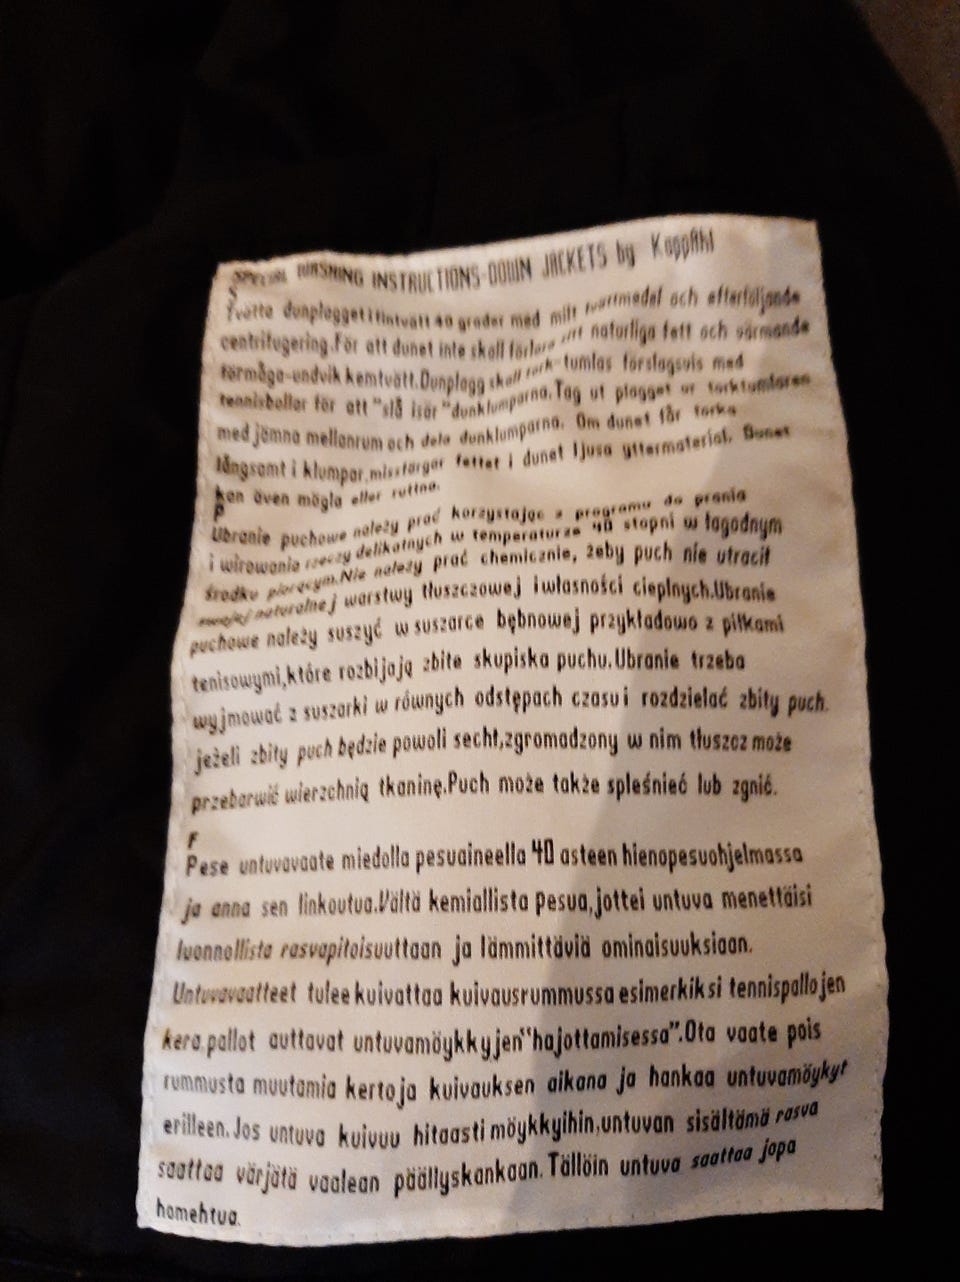 SPECIAL WASHING INSTRUCTIONS-DOWN JACKETS by KappAhl
S
Tvätta dunplagget i fintvätt 40 grader med milt tvättmedel och efterföljande
centrifugering.För att dunet inte skall förlora sitt naturliga fett och värmande
förmåga-undvik kemtvätt.Dunplagg skall tork-tumlas förslagsvis med
tennisbollar för att "slå isär "dunklumparna.Tag ut plagget ur torktumlaren
med jämna mellanrum och dela dunklumparna. Om dunet får torka
långsamt i klumpar,missfärgar fettet i dunet ljusa yttermaterial. Dunet
kan även mögla eller ruttna.
P
Ubranie puchowe należy prać korzystając z programu do prania
i wirowania rzeczy delikatnych w temperaturze 40 stopni w łagodnym
środku piorącym.Nie należy prać chemicznie, żeby puch nie utracił
swojej naturalnej warstwy tłuszczowej i własności cieplnych.Ubranie
puchowe należy suszyć w suszarce bębnowej przykładowo z piłkami
tenisowymi,które rozbijają zbite skupiska puchu.Ubranie trzeba
wyjmować z suszarki w równych odstępach czasu i rozdzielać zbity puch.
jeżeli zbity puch będzie powoli sechł,zgromadzony w nim tłuszcz może
przebarwić wierzchnią tkaninę.Puch może także spleśnieć lub zgnić.
F
Pese untuvavaate miedolla pesuaineella 40 asteen hienopesuohjelmassa
ja anna sen linkoutua.Vältä kemiallista pesua,jottei untuva menettäisi
luonnollista rasvapitoisuuttaan ja lämmittäviä ominaisuuksiaan.
Untuvavaatteet tulee kuivattaa kuivausrummussa esimerkiksi tennispallojen
kera.pallot auttavat untuvamöykkyjen"hajottamisessa".Ota vaate pois
rummusta muutamia kertoja kuivauksen aikana ja hankaa untuvamöykyt
erilleen.Jos untuva kuivuu hitaasti möykkyihin,untuvan sisältämä rasva
saattaa värjätä vaalean päällyskankaan.Tällöin untuva saattaa jopa
homehtua.